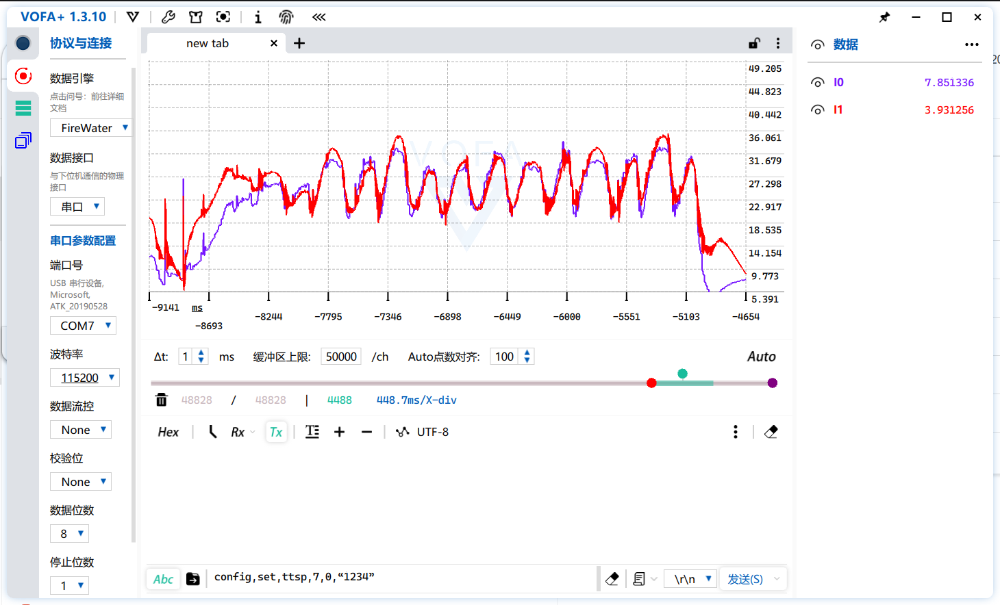 VOFA+ 1.3.10
协议与连接
数据引擎
点击问号：前往详细
文档
FireWater
数据接口
与下位机通信的物理
接口
串口
串口参数配置
端口号
USB 串行设备,
Microsoft,
ATK_20190528
COM7
波特率
115200
数据流控
None
校验位
None
数据位数
8
停止位数
1
new tab
VOFA
49.205
44.823
40.442
36.061
31.679
27.298
22.917
18.535
14.154
9.773
5.391
-9141 ms
-8693
-8244
-7795
-7346
-6898
-6449
-6000
-5551
-5103
-4654
Δt: 1 ms 缓冲区上限: 50000 /ch Auto点数对齐: 100 Auto
48828 / 48828 | 4488 448.7ms/X-div
Hex Rx Tx UTF-8
Abc config,set,ttsp,7,0,“1234” \r\n 发送(S)
数据
I0 7.851336
I1 3.931256
20